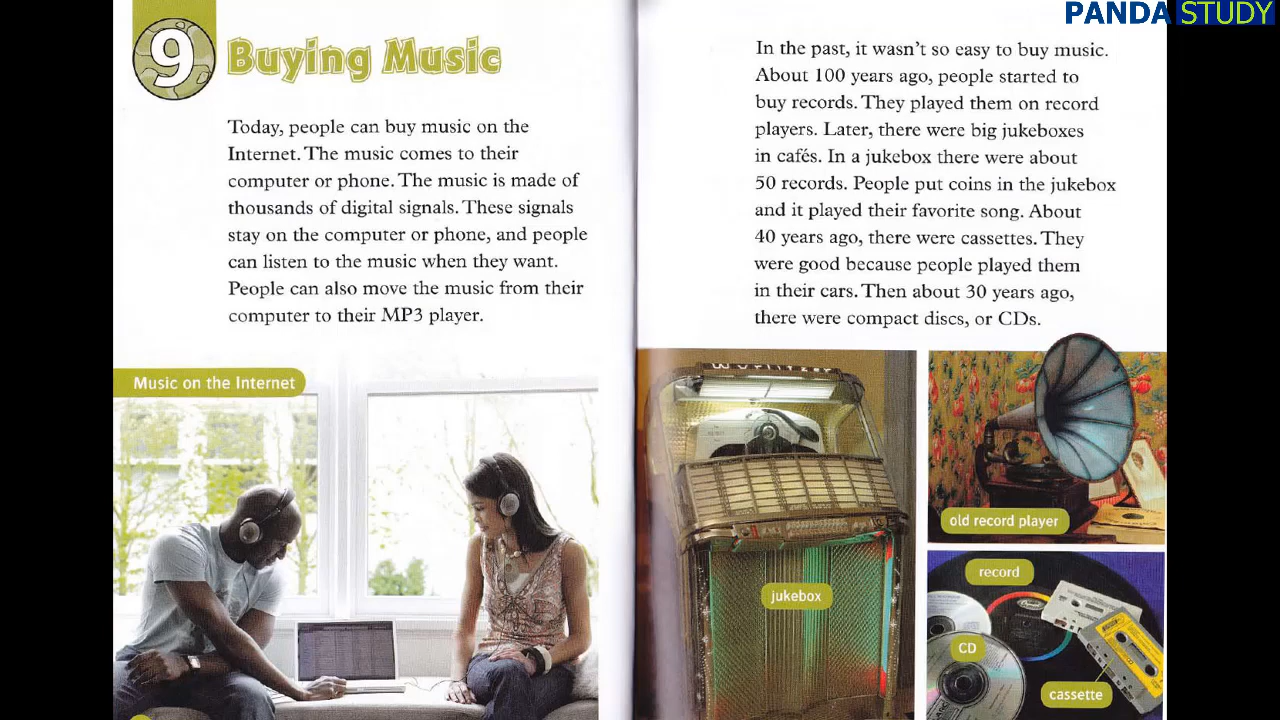 PANDA STUDY
9 Buying Music
Today, people can buy music on the
Internet. The music comes to their
computer or phone. The music is made of
thousands of digital signals. These signals
stay on the computer or phone, and people
can listen to the music when they want.
People can also move the music from their
computer to their MP3 player.
Music on the Internet
In the past, it wasn't so easy to buy music.
About 100 years ago, people started to
buy records. They played them on record
players. Later, there were big jukeboxes
in cafés. In a jukebox there were about
50 records. People put coins in the jukebox
and it played their favorite song. About
40 years ago, there were cassettes. They
were good because people played them
in their cars. Then about 30 years ago,
there were compact discs, or CDs.
jukebox
old record player
record
CD
cassette